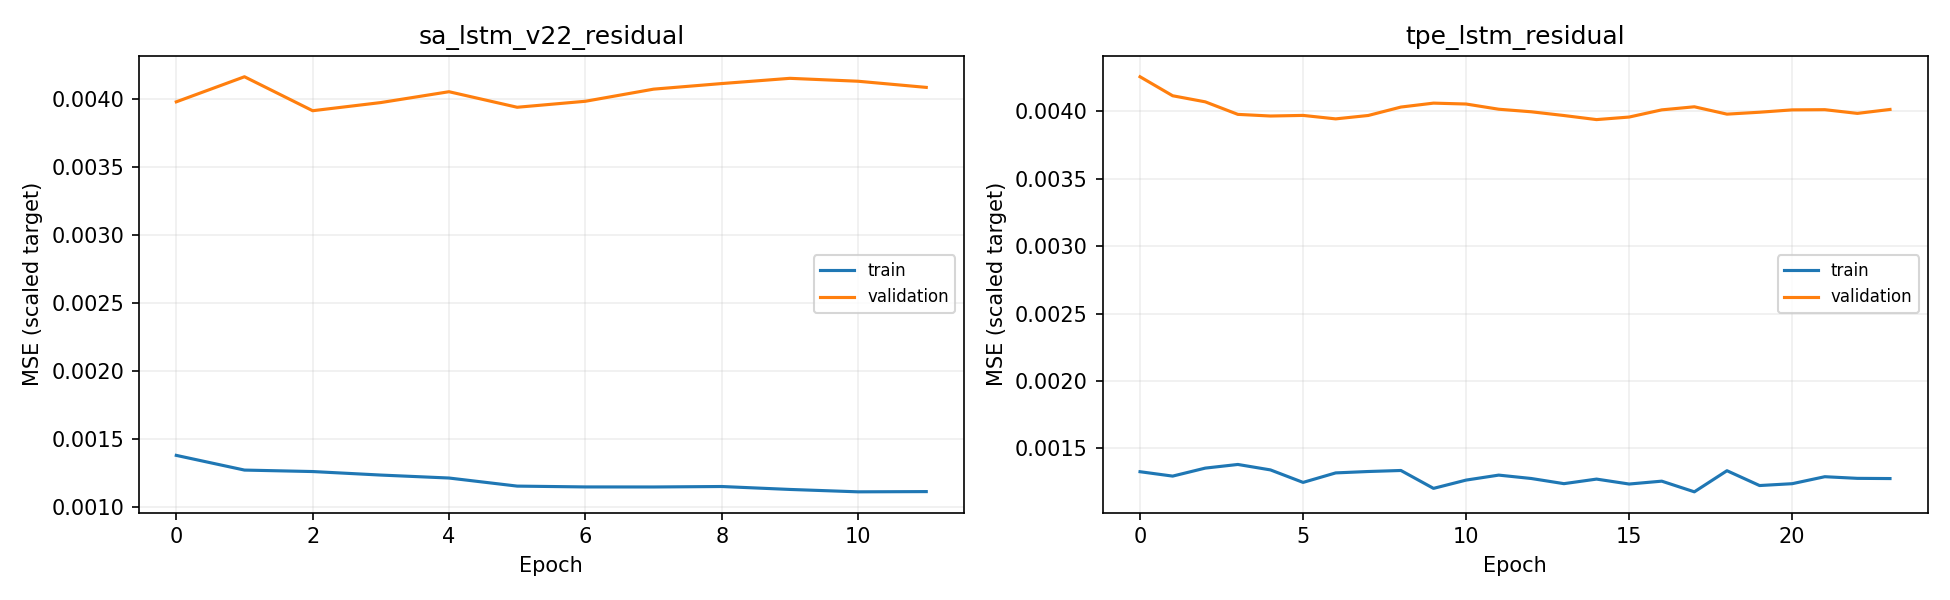 sa_lstm_v22_residual
MSE (scaled target)
0.0040
0.0035
0.0030
0.0025
0.0020
0.0015
0.0010
train
validation
0 2 4 6 8 10
Epoch
tpe_lstm_residual
MSE (scaled target)
0.0040
0.0035
0.0030
0.0025
0.0020
0.0015
train
validation
0 5 10 15 20
Epoch